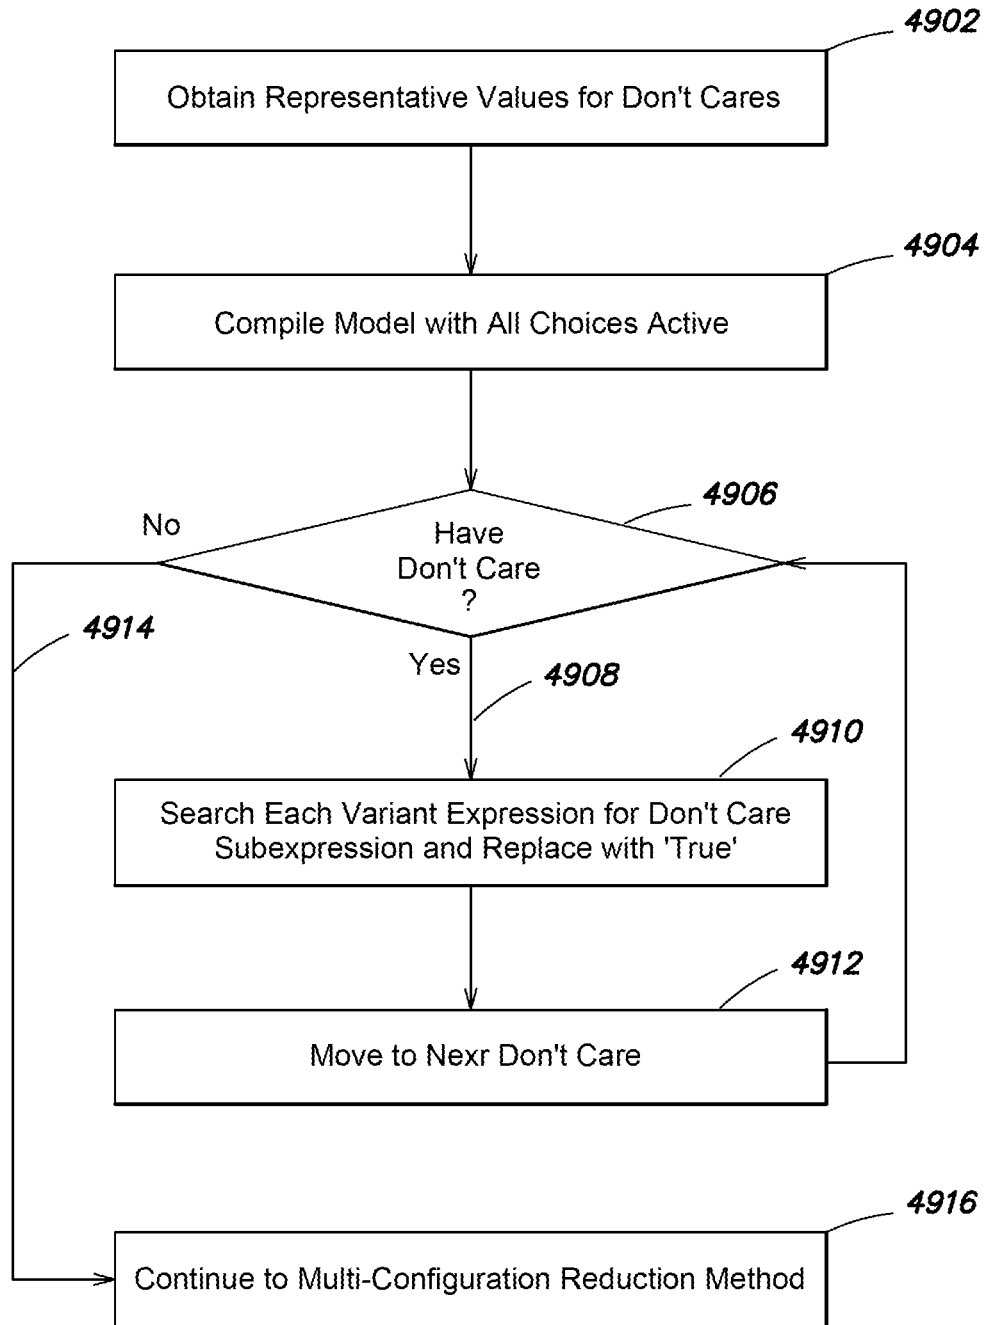 4902
Obtain Representative Values for Don't Cares
4904
Compile Model with All Choices Active
4906
No
Have
Don't Care
?
4914
Yes
4908
4910
Search Each Variant Expression for Don't Care
Subexpression and Replace with 'True'
4912
Move to Nexr Don't Care
4916
Continue to Multi-Configuration Reduction Method